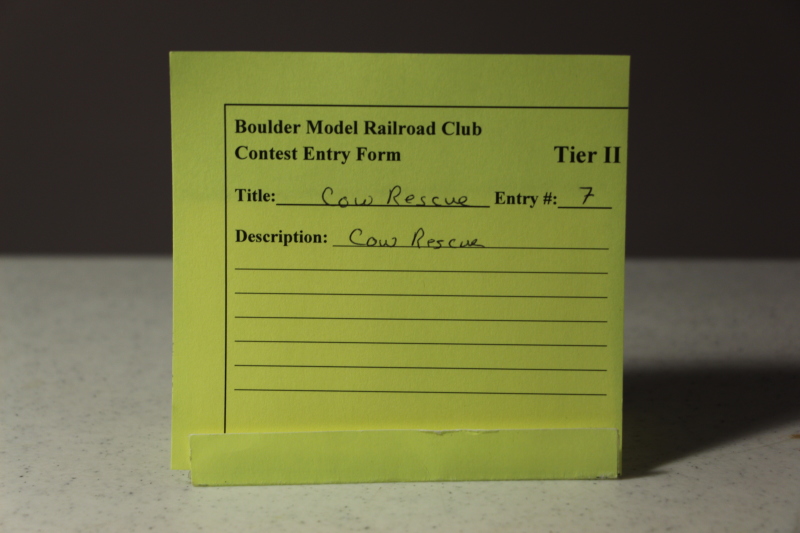 Boulder Model Railroad Club
Contest Entry Form Tier II
Title: Cow Rescue Entry #: 7
Description: Cow Rescue